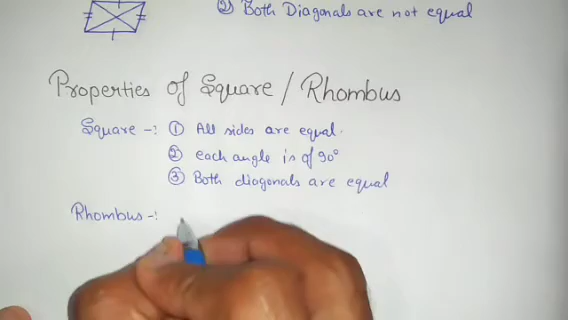 ② Both Diagonals are not equal
Properties of Square / Rhombus
Square -: ① All sides are equal.
② each angle is of 90°
③ Both diagonals are equal
Rhombus -: